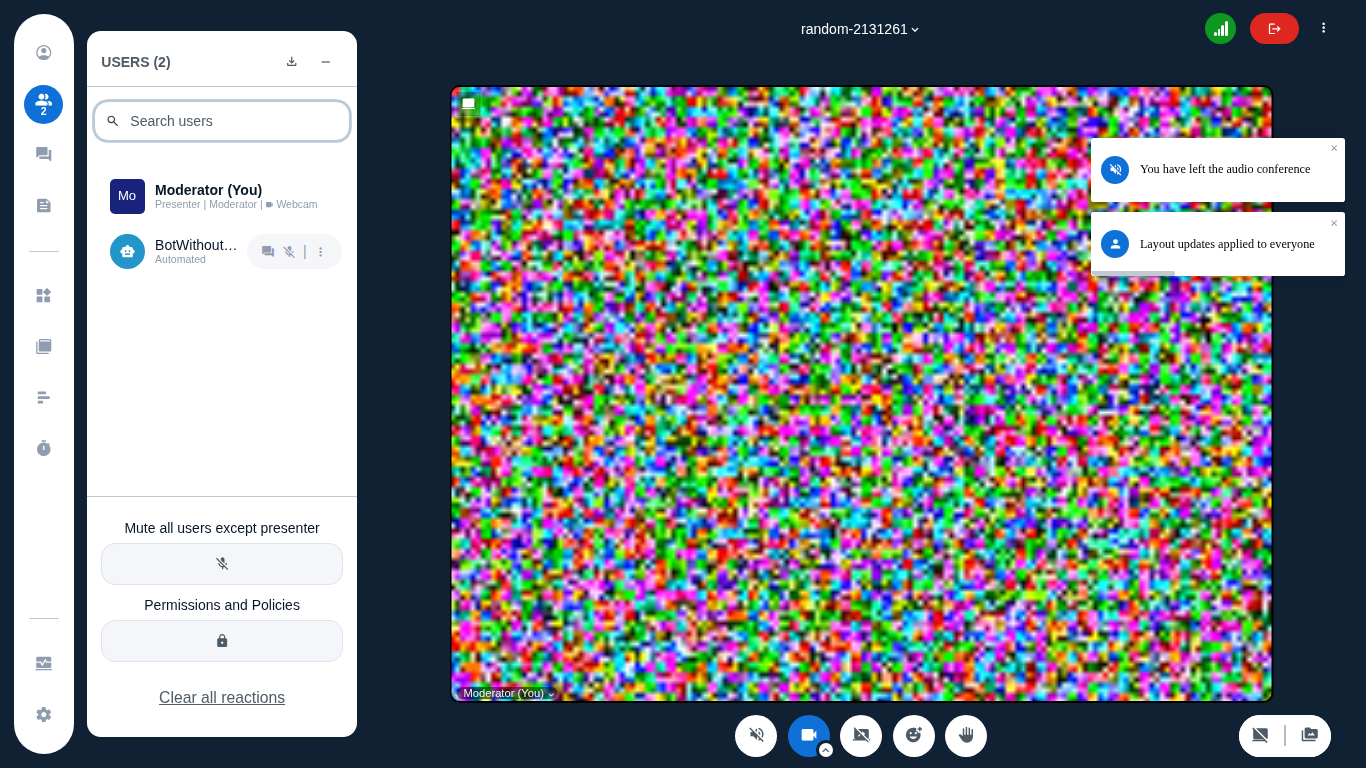 random-2131261
2
USERS (2)
Search users
Mo
Moderator (You)
Presenter | Moderator | Webcam
BotWithout…
Automated
Mute all users except presenter
Permissions and Policies
Clear all reactions
You have left the audio conference
Layout updates applied to everyone
Moderator (You)